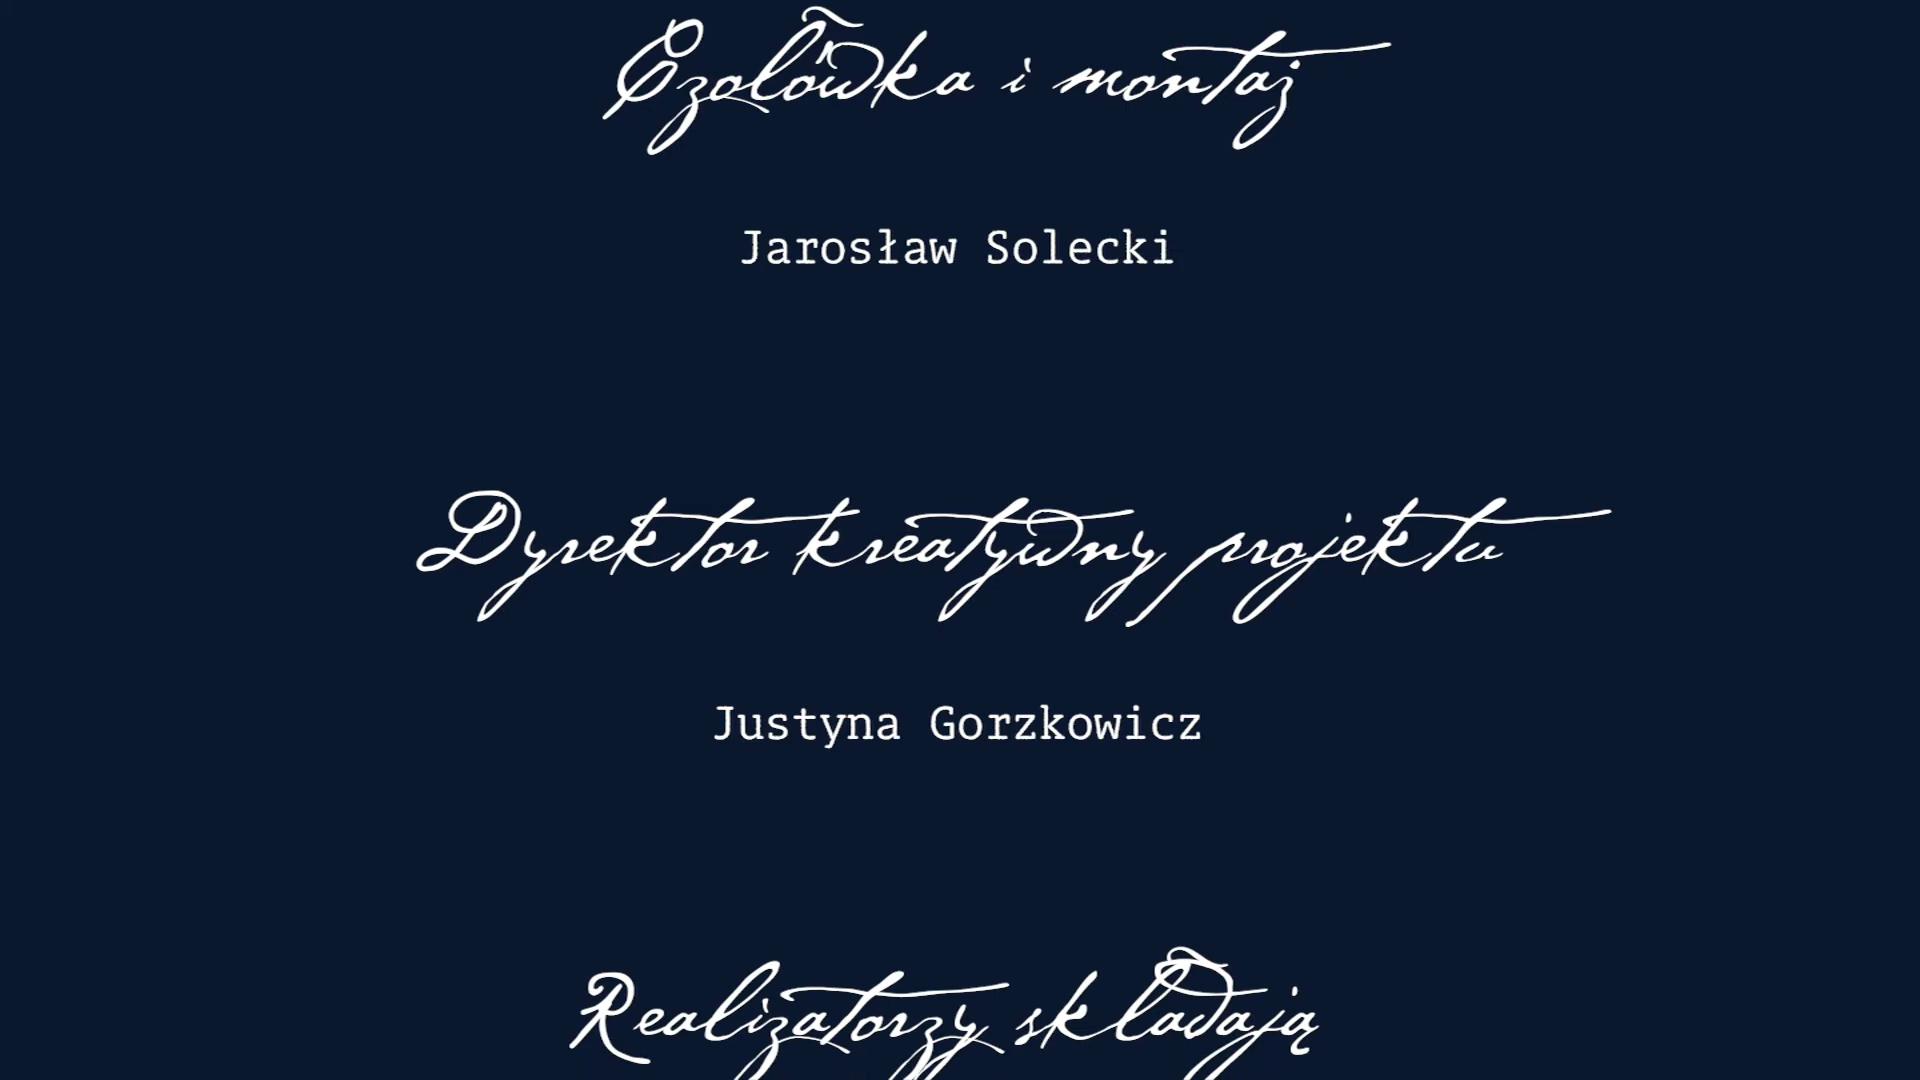 Czołówka i montaż
Jarosław Solecki
Dyrektor kreatywny projektu
Justyna Gorzkowicz
Realizatorzy składają